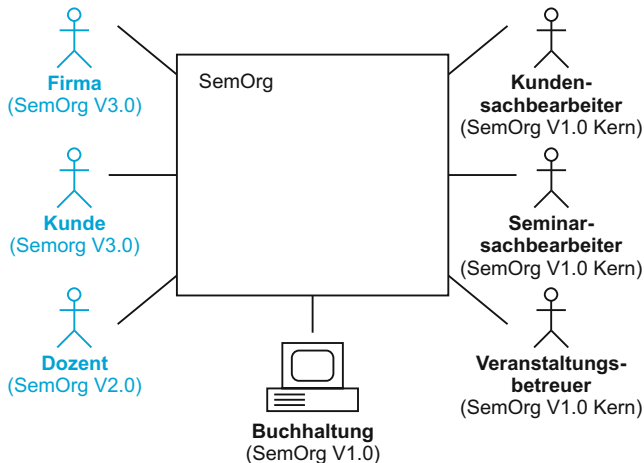 Firma
(SemOrg V3.0)
SemOrg
Kunden-
sachbearbeiter
(SemOrg V1.0 Kern)
Kunde
(Semorg V3.0)
Seminar-
sachbearbeiter
(SemOrg V1.0 Kern)
Dozent
(SemOrg V2.0)
Veranstaltungs-
betreuer
(SemOrg V1.0 Kern)
Buchhaltung
(SemOrg V1.0)